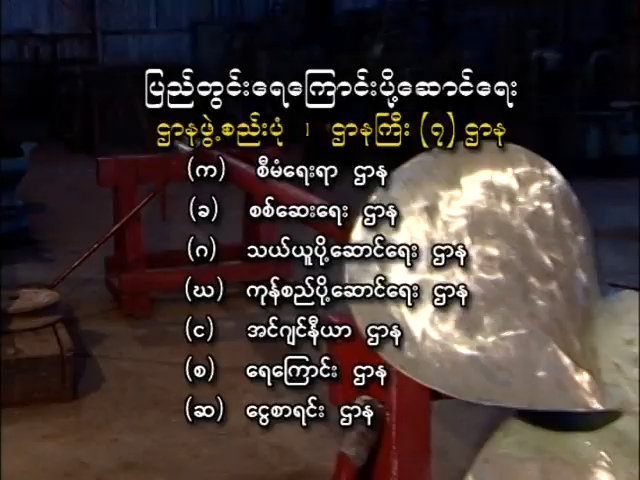 ပြည်တွင်းရေကြောင်းပို့ဆောင်ရေး
ဌာနဖွဲ့စည်းပုံ ၊ ဌာနကြီး (၇) ဌာန
(က) စီမံရေးရာ ဌာန
(ခ) စစ်ဆေးရေး ဌာန
(ဂ) သယ်ယူပို့ဆောင်ရေး ဌာန
(ဃ) ကုန်စည်ပို့ဆောင်ရေး ဌာန
(င) အင်ဂျင်နီယာ ဌာန
(စ) ရေကြောင်း ဌာန
(ဆ) ငွေစာရင်း ဌာန